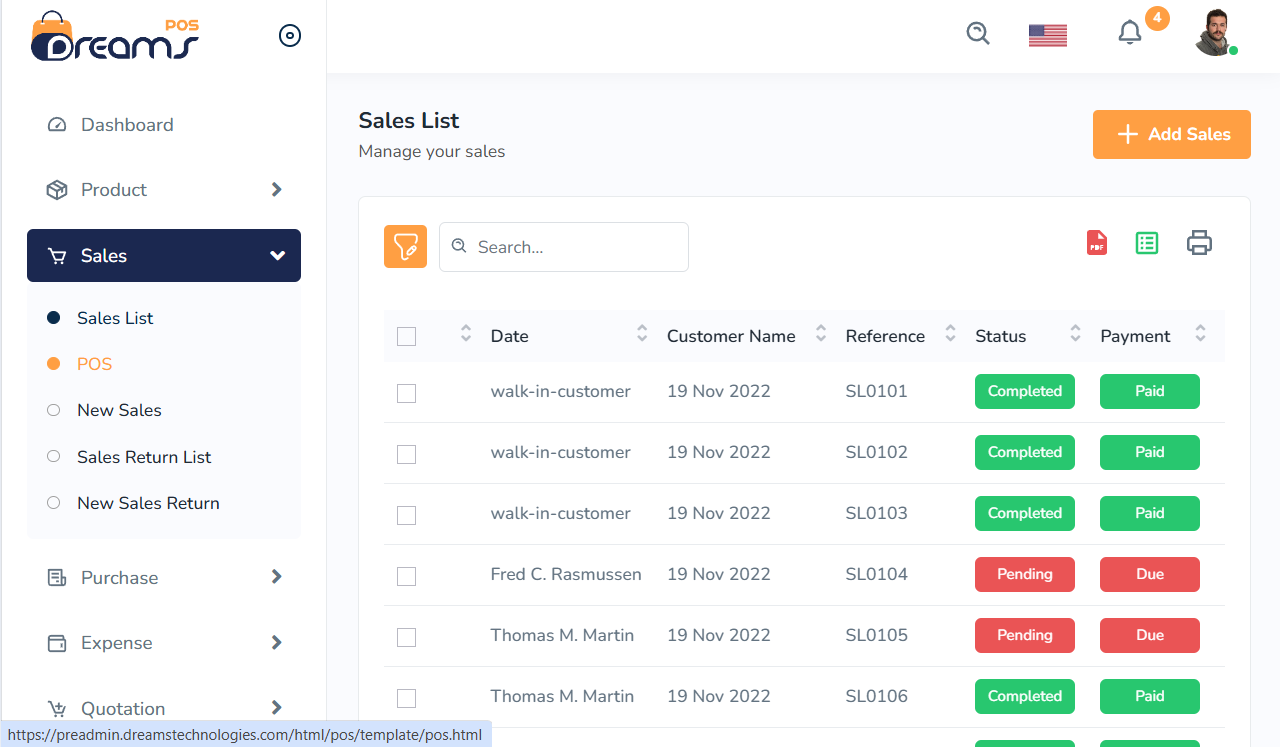 POS
Dreams
4
Dashboard
Product
Sales
Sales List
POS
New Sales
Sales Return List
New Sales Return
Purchase
Expense
Quotation
https://preadmin.dreamstechnologies.com/html/pos/template/pos.html
Sales List
Manage your sales
Add Sales
Search...
PDF
Date Customer Name Reference Status Payment
walk-in-customer 19 Nov 2022 SL0101 Completed Paid
walk-in-customer 19 Nov 2022 SL0102 Completed Paid
walk-in-customer 19 Nov 2022 SL0103 Completed Paid
Fred C. Rasmussen 19 Nov 2022 SL0104 Pending Due
Thomas M. Martin 19 Nov 2022 SL0105 Pending Due
Thomas M. Martin 19 Nov 2022 SL0106 Completed Paid